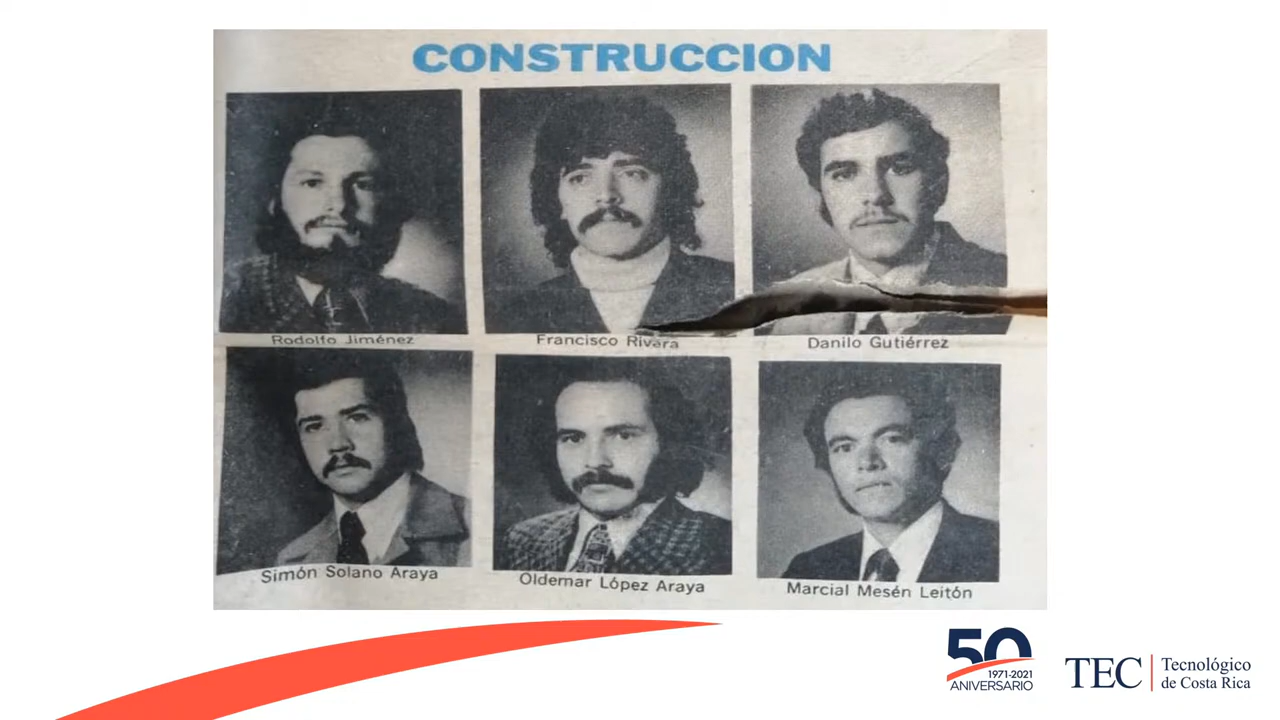 CONSTRUCCION
Rodolfo Jiménez
Francisco Rivera
Danilo Gutiérrez
Simón Solano Araya
Oldemar López Araya
Marcial Mesén Leitón
50
1971-2021
ANIVERSARIO
TEC
Tecnológico
de Costa Rica